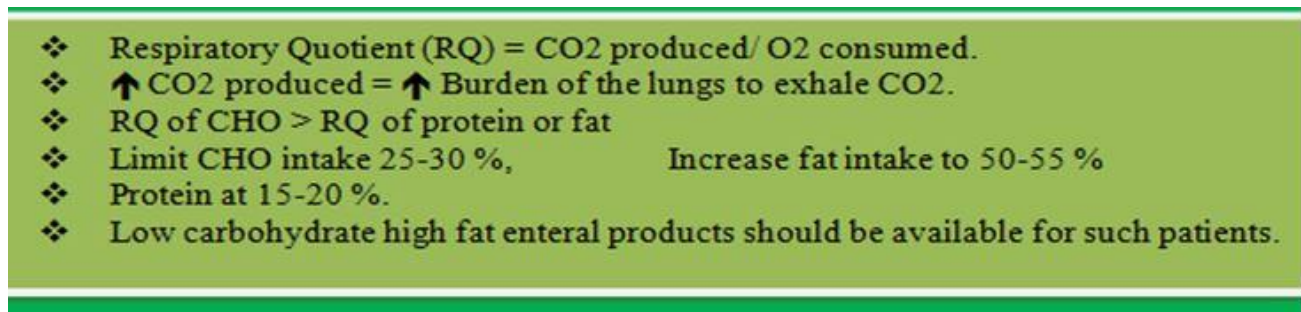 ❖ Respiratory Quotient (RQ) = CO2 produced/ O2 consumed.
❖ ↑ CO2 produced = ↑ Burden of the lungs to exhale CO2.
❖ RQ of CHO > RQ of protein or fat
❖ Limit CHO intake 25-30 %, Increase fat intake to 50-55 %
❖ Protein at 15-20 %.
❖ Low carbohydrate high fat enteral products should be available for such patients.